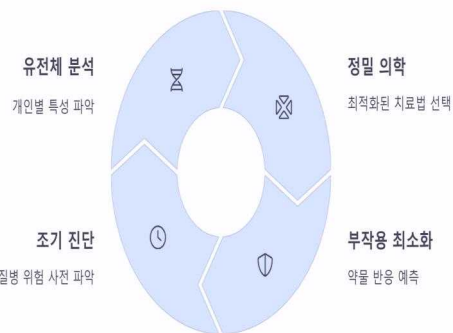 유전체 분석
개인별 특성 파악
정밀 의학
최적화된 치료법 선택
조기 진단
질병 위험 사전 파악
부작용 최소화
약물 반응 예측